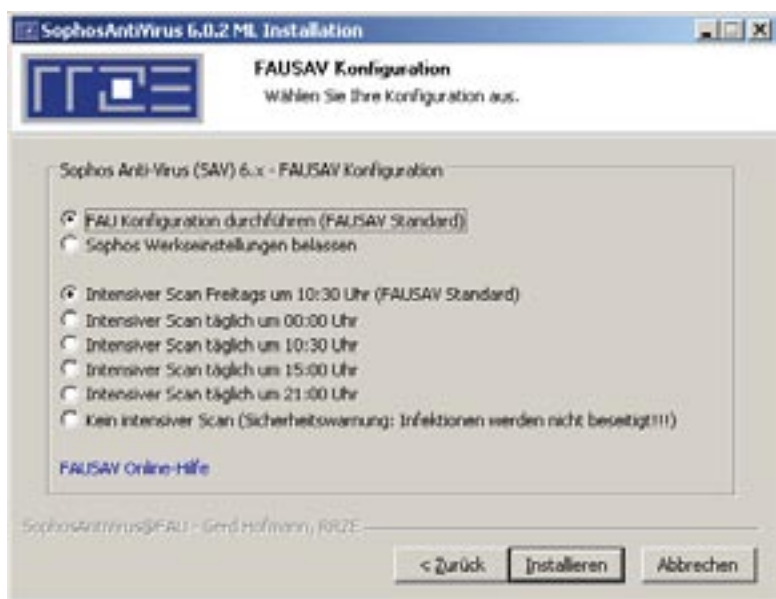 SophosAntiVirus 6.0.2 ML Installation
RRZE
FAUSAV Konfiguration
Wählen Sie Ihre Konfiguration aus.
Sophos Anti-Virus (SAV) 6.x - FAUSAV Konfiguration
FAU Konfiguration durchführen (FAUSAV Standard)
Sophos Werkseinstellungen belassen
Intensiver Scan Freitags um 10:30 Uhr (FAUSAV Standard)
Intensiver Scan täglich um 00:00 Uhr
Intensiver Scan täglich um 10:30 Uhr
Intensiver Scan täglich um 15:00 Uhr
Intensiver Scan täglich um 21:00 Uhr
Kein intensiver Scan (Sicherheitswarnung: Infektionen werden nicht beseitigt!!!)
FAUSAV Online-Hilfe
SophosAntiVirus@FAU - Gerd Hofmann, RRZE
< Zurück
Installieren
Abbrechen